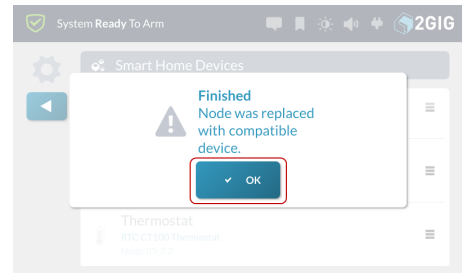 System Ready To Arm
2GIG
Smart Home Devices
Finished
Node was replaced
with compatible
device.
OK
Thermostat
RTC CT100 Thermostat